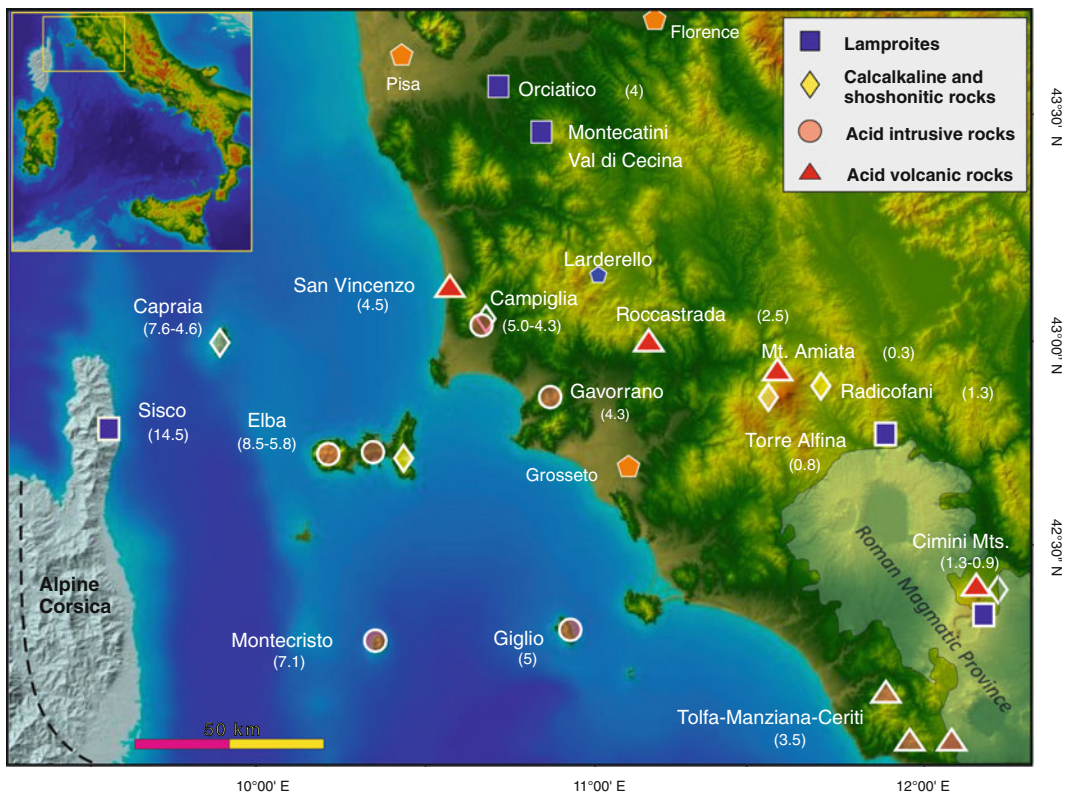 Florence
Pisa
Orciatico (4)
Montecatini
Val di Cecina
Lamproites
Calcalkaline and
shoshonitic rocks
Acid intrusive rocks
Acid volcanic rocks
43°30' N
Larderello
San Vincenzo
(4.5)
Campiglia
(5.0-4.3)
Capraia
(7.6-4.6)
Roccastrada (2.5)
43°00' N
Mt. Amiata (0.3)
Radicofani (1.3)
Gavorrano
(4.3)
Sisco
(14.5)
Elba
(8.5-5.8)
Torre Alfina
(0.8)
Grosseto
42°30'' N
Cimini Mts.
(1.3-0.9)
Roman Magmatic Province
Alpine
Corsica
Montecristo
(7.1)
Giglio
(5)
Tolfa-Manziana-Ceriti
(3.5)
50 km
10°00' E
11°00' E
12°00' E